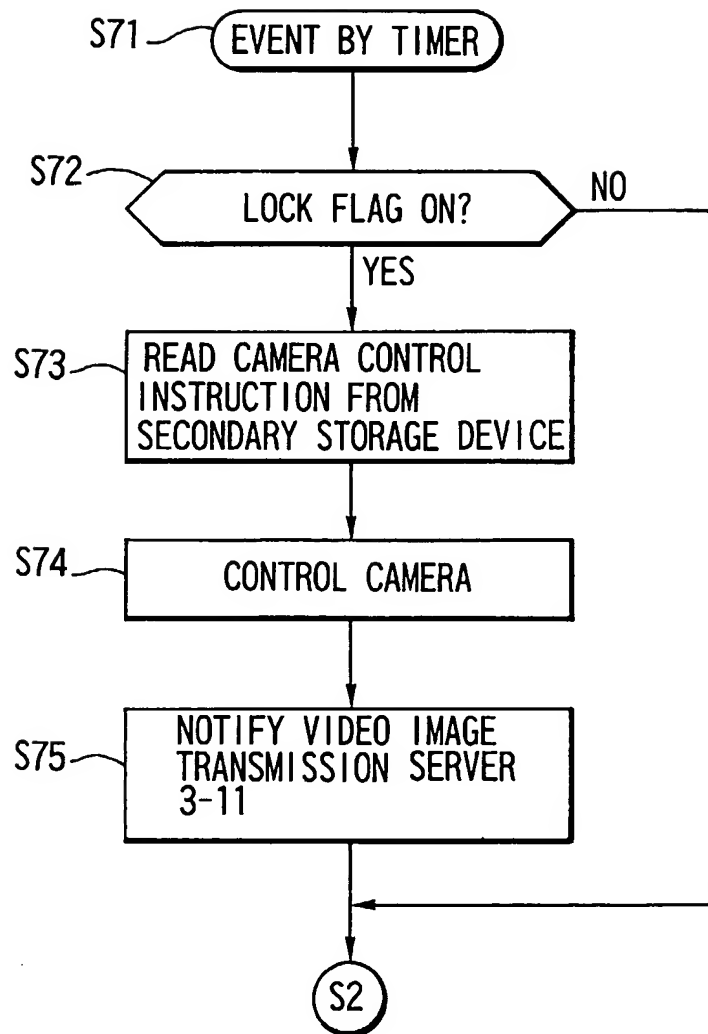 S71
EVENT BY TIMER
S72
LOCK FLAG ON?
NO
YES
S73
READ CAMERA CONTROL
INSTRUCTION FROM
SECONDARY STORAGE DEVICE
S74
CONTROL CAMERA
S75
NOTIFY VIDEO IMAGE
TRANSMISSION SERVER
3-11
S2